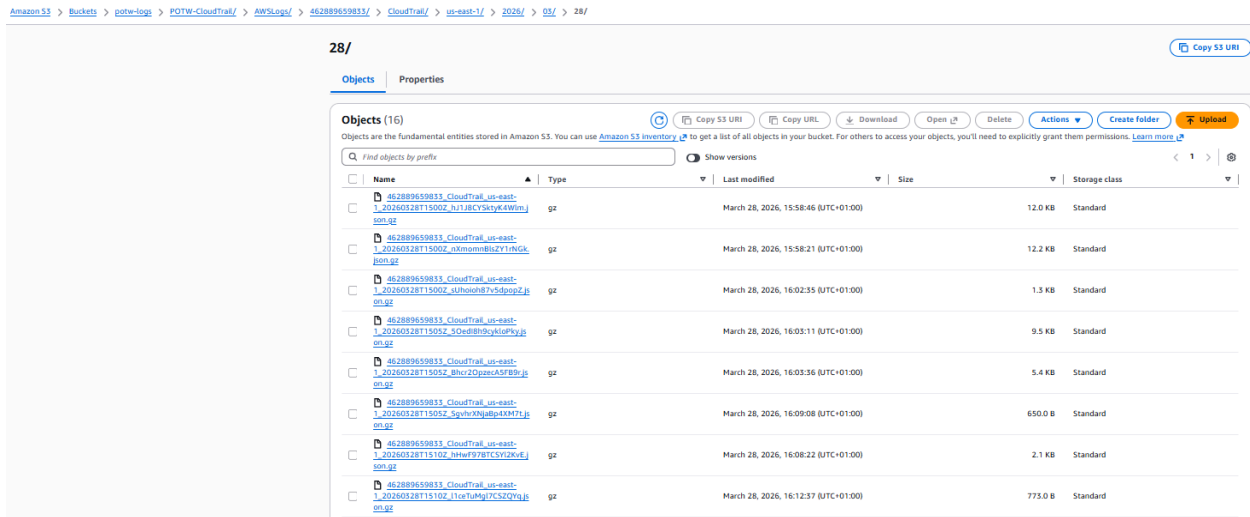 Amazon S3 > Buckets > potw-logs > POTW-CloudTrail/ > AWSLogs/ > 462889659833/ > CloudTrail/ > us-east-1/ > 2026/ > 03/ > 28/
28/
Copy S3 URI
Objects Properties
Objects (16)
Copy S3 URI Copy URL Download Open Delete Actions Create folder Upload
Objects are the fundamental entities stored in Amazon S3. You can use Amazon S3 inventory to get a list of all objects in your bucket. For others to access your objects, you'll need to explicitly grant them permissions. Learn more
Find objects by prefix Show versions 1
Name Type Last modified Size Storage class
462889659833_CloudTrail_us-east-
1_20260328T1500Z_hJ1J8CYSktyK4Wlm.j gz March 28, 2026, 15:58:46 (UTC+01:00) 12.0 KB Standard
son.gz
462889659833_CloudTrail_us-east-
1_20260328T1500Z_nXmomnBlsZY1rNGk. gz March 28, 2026, 15:58:21 (UTC+01:00) 12.2 KB Standard
json.gz
462889659833_CloudTrail_us-east-
1_20260328T1500Z_sUhoioh87v5dpopZ.js gz March 28, 2026, 16:02:35 (UTC+01:00) 1.3 KB Standard
on.gz
462889659833_CloudTrail_us-east-
1_20260328T1505Z_5OedI8h9cykloPky.js gz March 28, 2026, 16:03:11 (UTC+01:00) 9.5 KB Standard
on.gz
462889659833_CloudTrail_us-east-
1_20260328T1505Z_Bhcr2OpzecA5FB9r.js gz March 28, 2026, 16:03:36 (UTC+01:00) 5.4 KB Standard
on.gz
462889659833_CloudTrail_us-east-
1_20260328T1505Z_SgvhrXNjaBp4XM7t.js gz March 28, 2026, 16:09:08 (UTC+01:00) 650.0 B Standard
on.gz
462889659833_CloudTrail_us-east-
1_20260328T1510Z_hHwF97BTCSYl2KvE.j gz March 28, 2026, 16:08:22 (UTC+01:00) 2.1 KB Standard
son.gz
462889659833_CloudTrail_us-east-
1_20260328T1510Z_l1ceTuMgl7CSZQYq.js gz March 28, 2026, 16:12:37 (UTC+01:00) 773.0 B Standard
on.gz